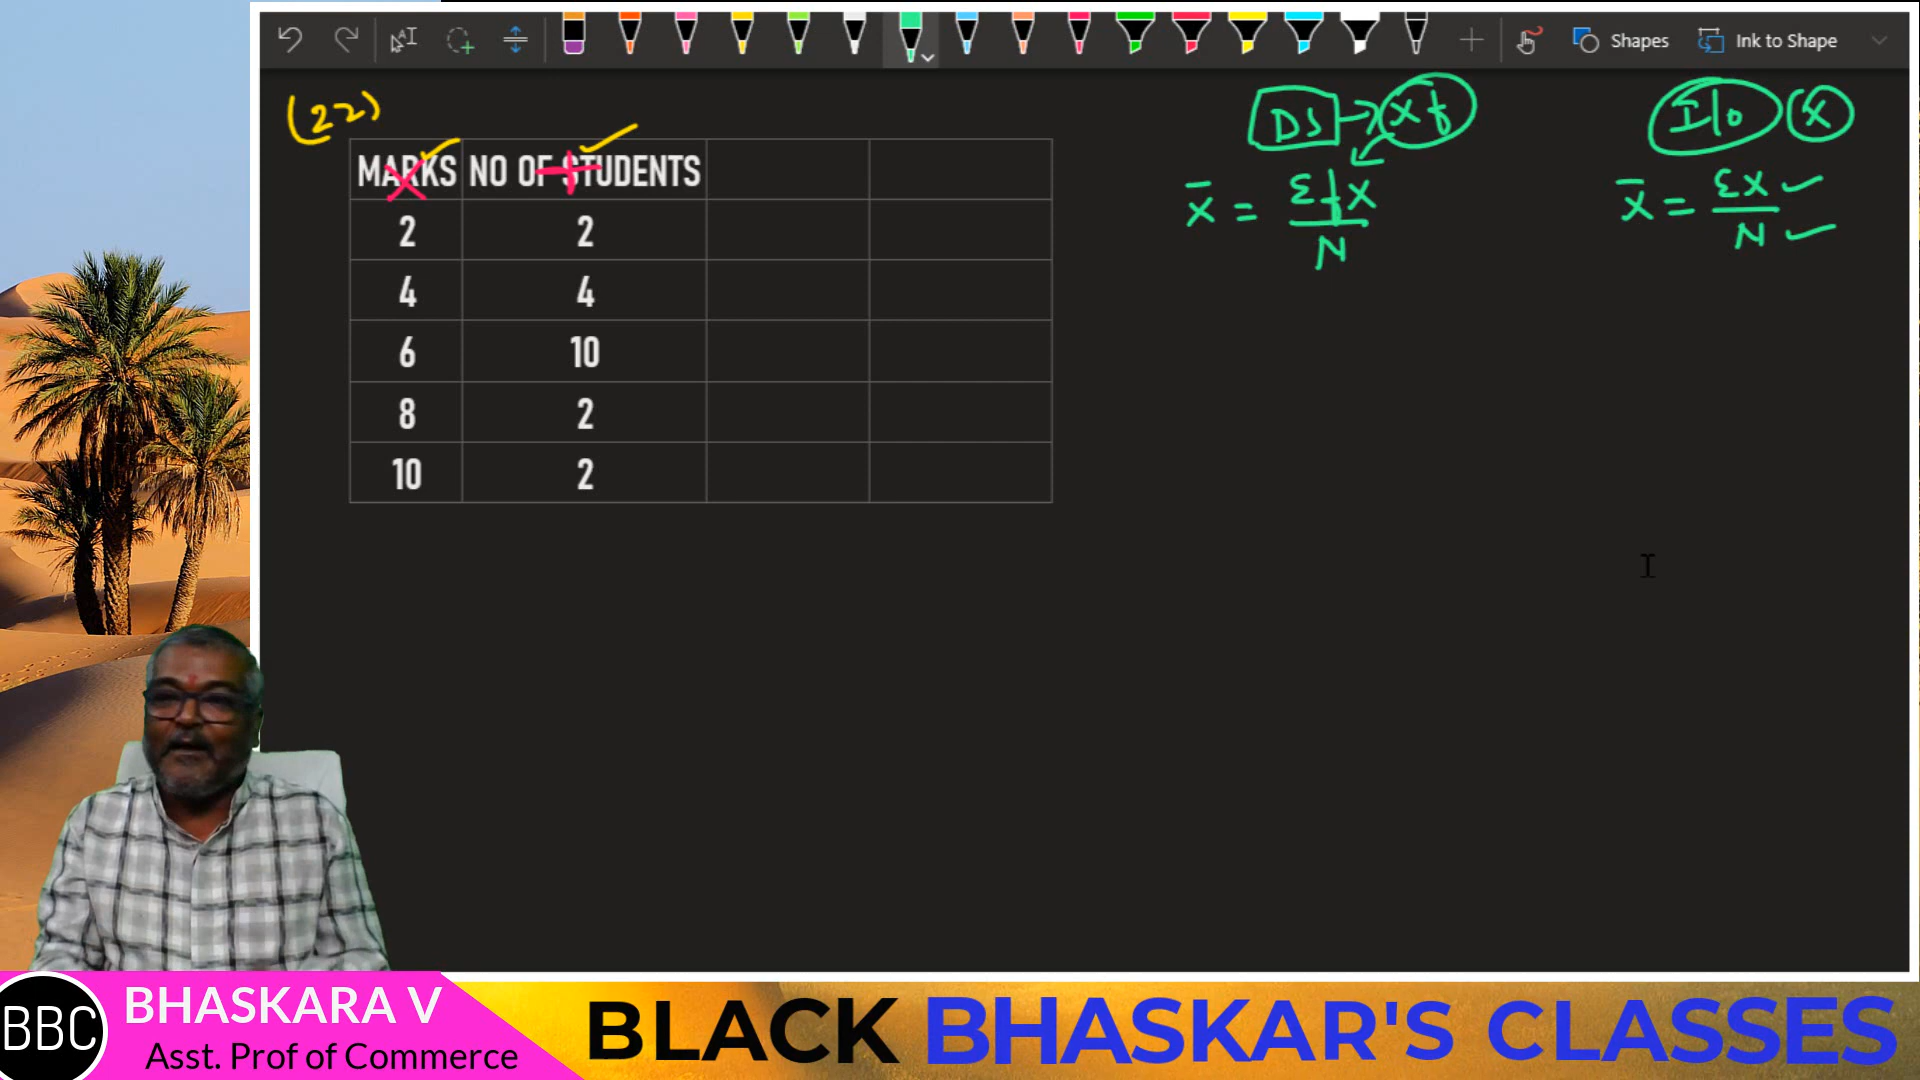 Shapes Ink to Shape
(22)
DS → X f
I/o X
MARKS NO OF STUDENTS
X f
2 2
4 4
6 10
8 2
10 2
x̄ = ΣfX / N
x̄ = ΣX / N
BBC
BHASKARA V
Asst. Prof of Commerce
BLACK BHASKAR'S CLASSES